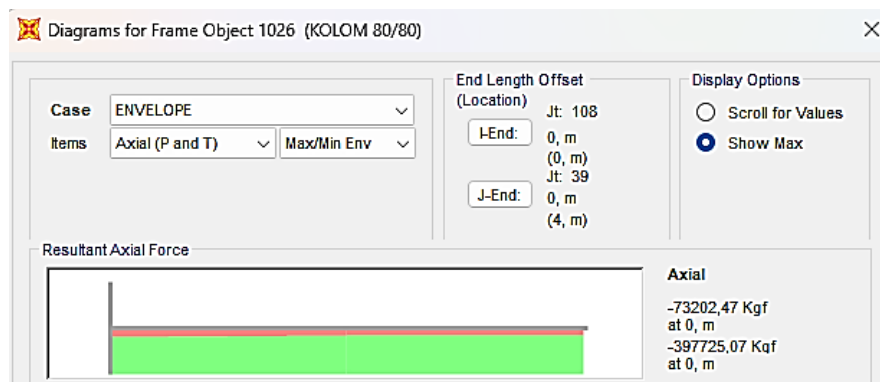 Diagrams for Frame Object 1026 (KOLOM 80/80)
Case ENVELOPE
Items Axial (P and T) Max/Min Env
End Length Offset
(Location)
Jt: 108
I-End: 0, m
(0, m)
Jt: 39
J-End: 0, m
(4, m)
Display Options
Scroll for Values
Show Max
Resultant Axial Force
Axial
-73202,47 Kgf
at 0, m
-397725,07 Kgf
at 0, m